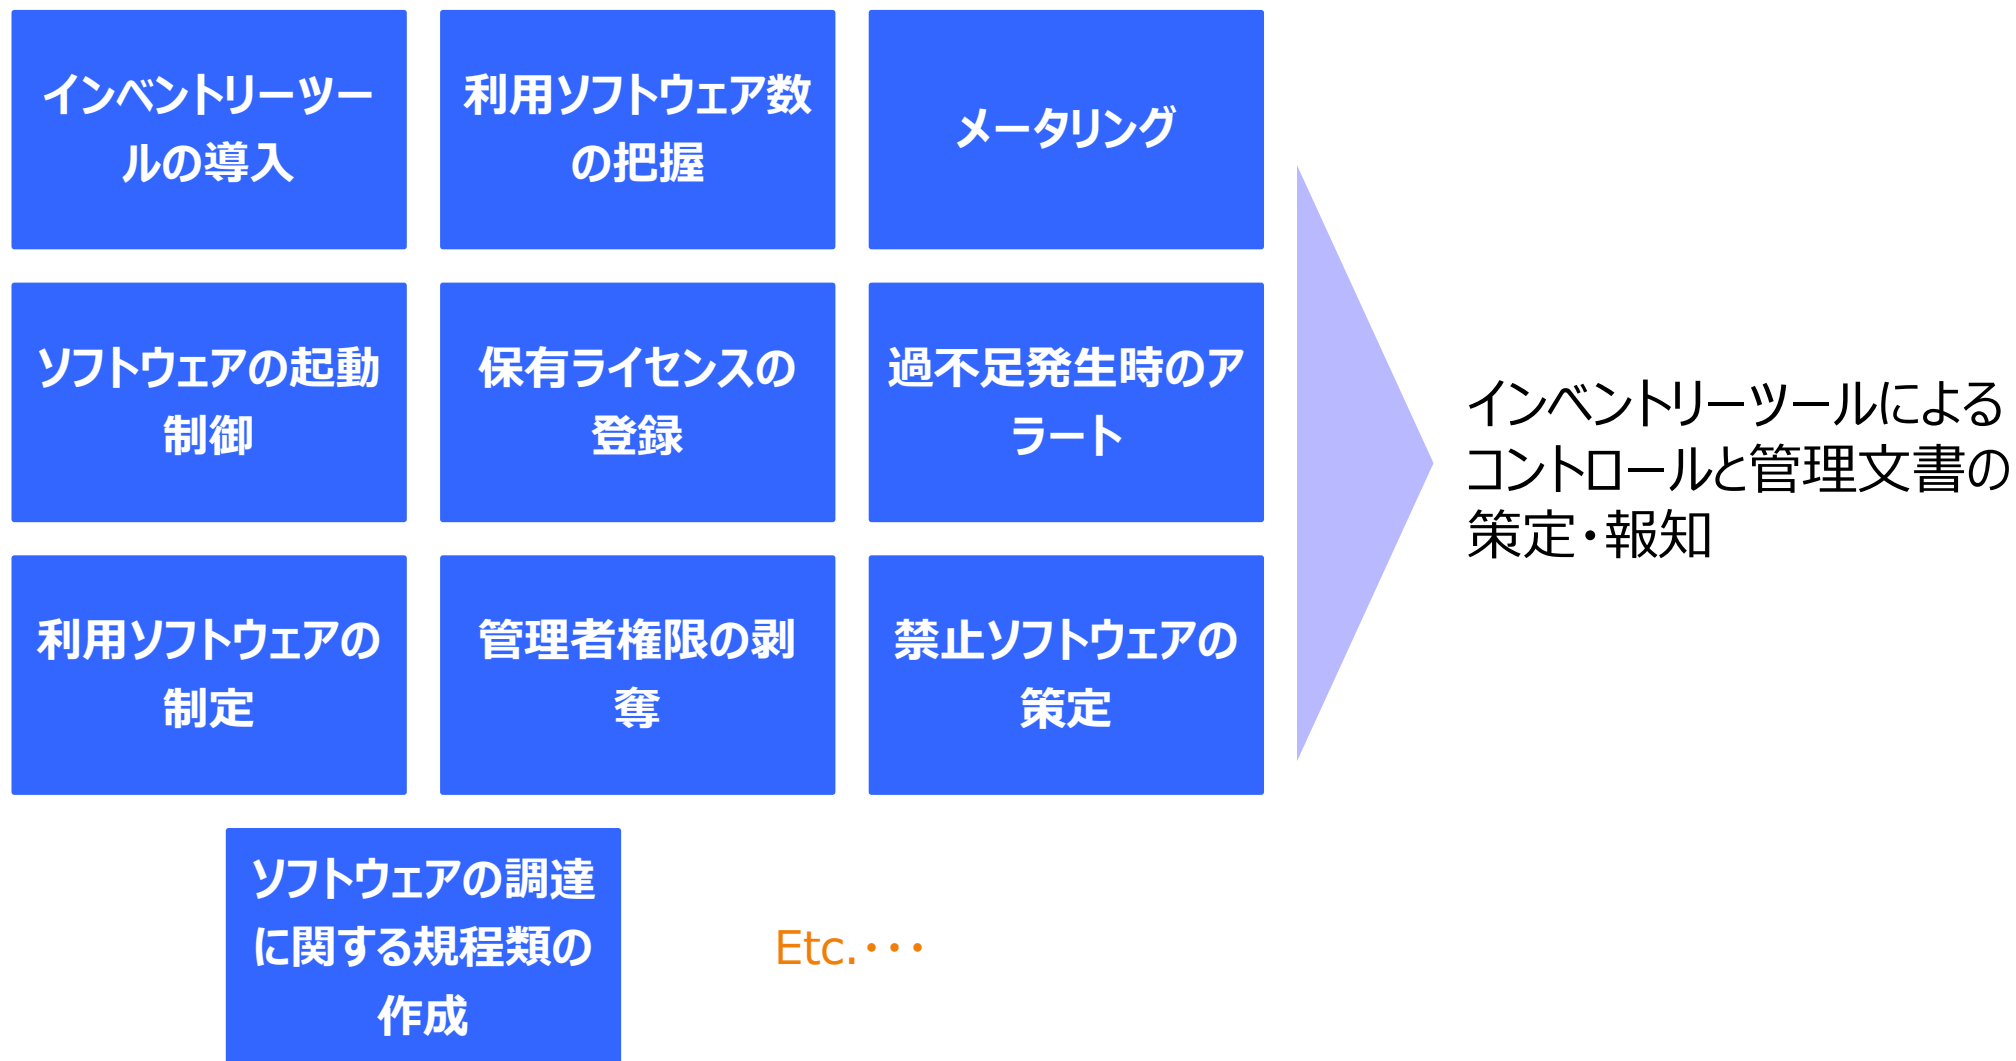 インベントリーツー
ルの導入
利用ソフトウェア数
の把握
メータリング
ソフトウェアの起動
制御
保有ライセンスの
登録
過不足発生時のア
ラート
利用ソフトウェアの
制定
管理者権限の剥
奪
禁止ソフトウェアの
策定
ソフトウェアの調達
に関する規程類の
作成
Etc.・・・
インベントリーツールによる
コントロールと管理文書の
策定・報知